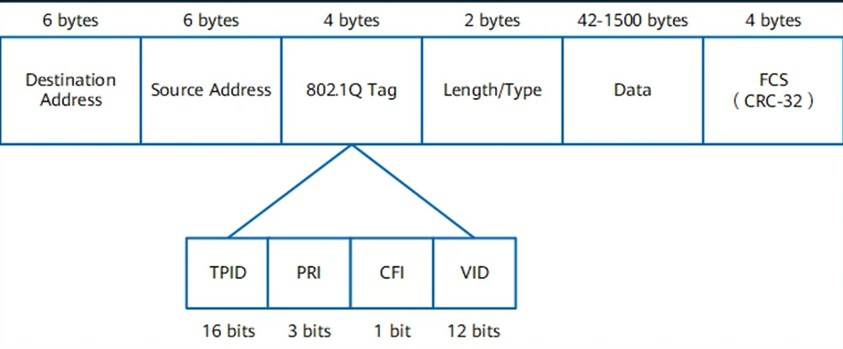 6 bytes 6 bytes 4 bytes 2 bytes 42-1500 bytes 4 bytes
Destination
Address
Source Address
802.1Q Tag
Length/Type
Data
FCS
( CRC-32 )
TPID PRI CFI VID
16 bits 3 bits 1 bit 12 bits